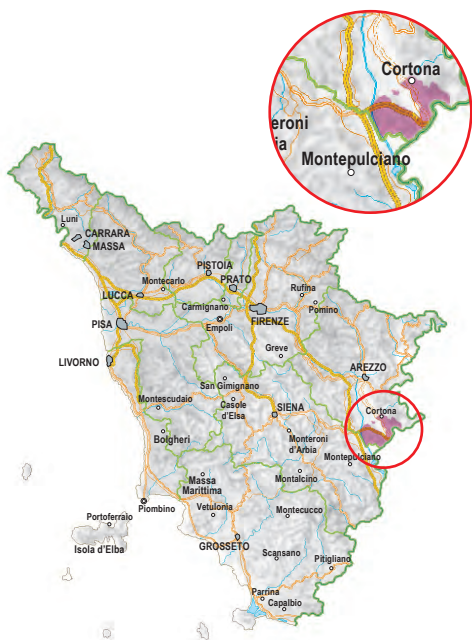 Cortona
eroni
ia
Montepulciano
Luni
CARRARA
MASSA
PISTOIA
PRATO
Montecarlo
LUCCA
Rufina
Carmignano
Pomino
FIRENZE
PISA
Empoli
Greve
LIVORNO
AREZZO
San Gimignano
Casole
d'Elsa
Montescudaio
SIENA
Cortona
Bolgheri
Monteroni
d'Arbia
Montepulciano
Massa
Marittima
Montalcino
Piombino
Vetulonia
Montecucco
Portoferraio
Isola d'Elba
GROSSETO
Scansano
Pitigliano
Parrina
Capalbio